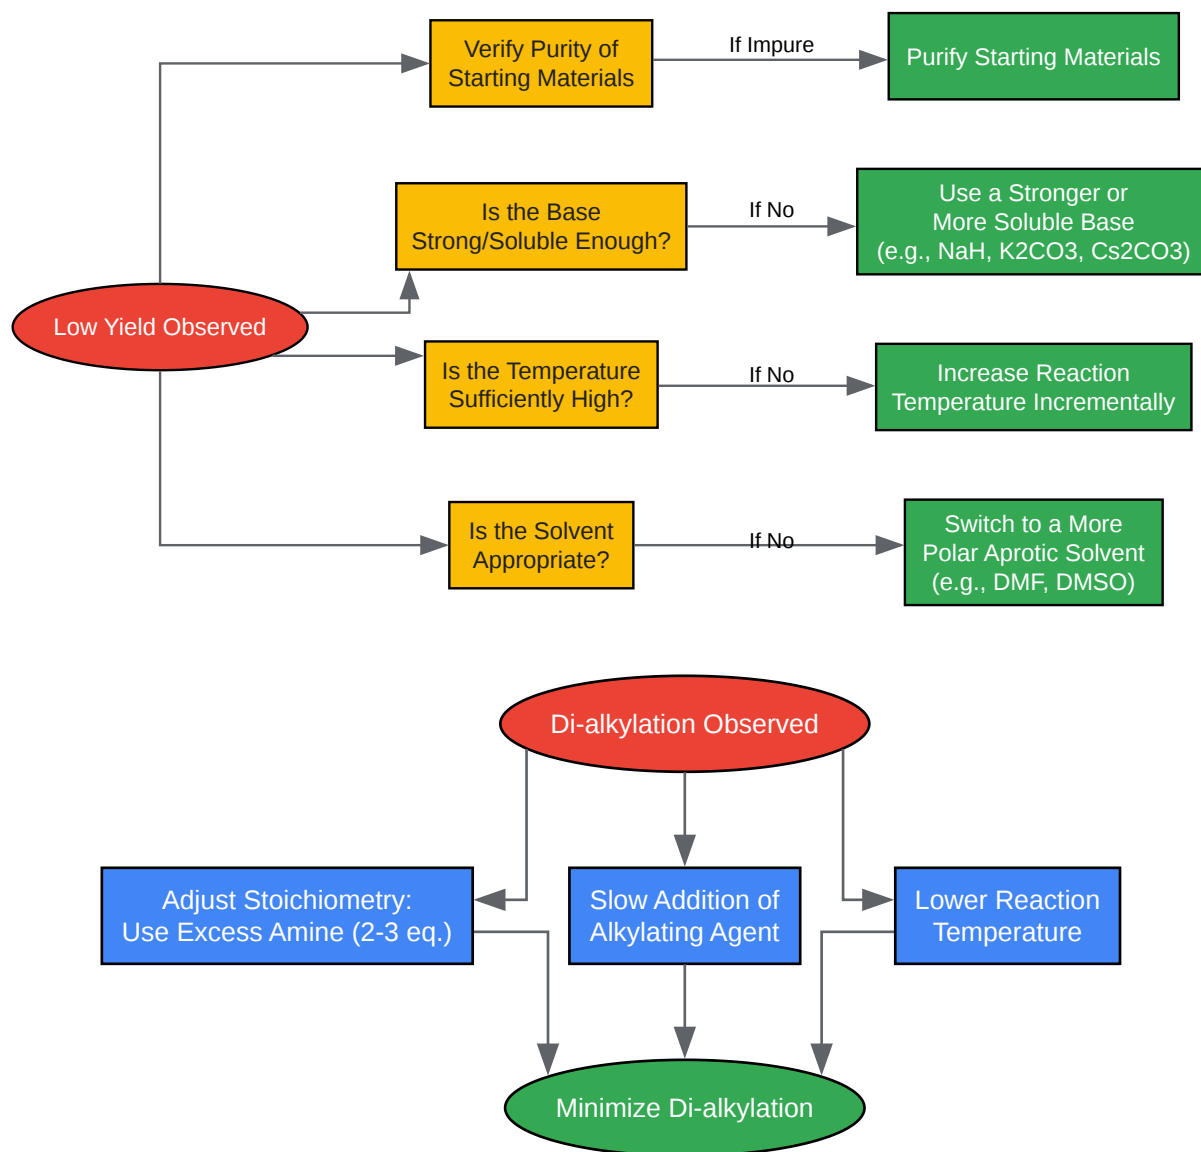 Verify Purity of
Starting Materials
If Impure
Purify Starting Materials
Is the Base
Strong/Soluble Enough?
If No
Use a Stronger or
More Soluble Base
(e.g., NaH, K2CO3, Cs2CO3)
Low Yield Observed
Is the Temperature
Sufficiently High?
If No
Increase Reaction
Temperature Incrementally
Is the Solvent
Appropriate?
If No
Switch to a More
Polar Aprotic Solvent
(e.g., DMF, DMSO)
Di-alkylation Observed
Adjust Stoichiometry:
Use Excess Amine (2-3 eq.)
Slow Addition of
Alkylating Agent
Lower Reaction
Temperature
Minimize Di-alkylation